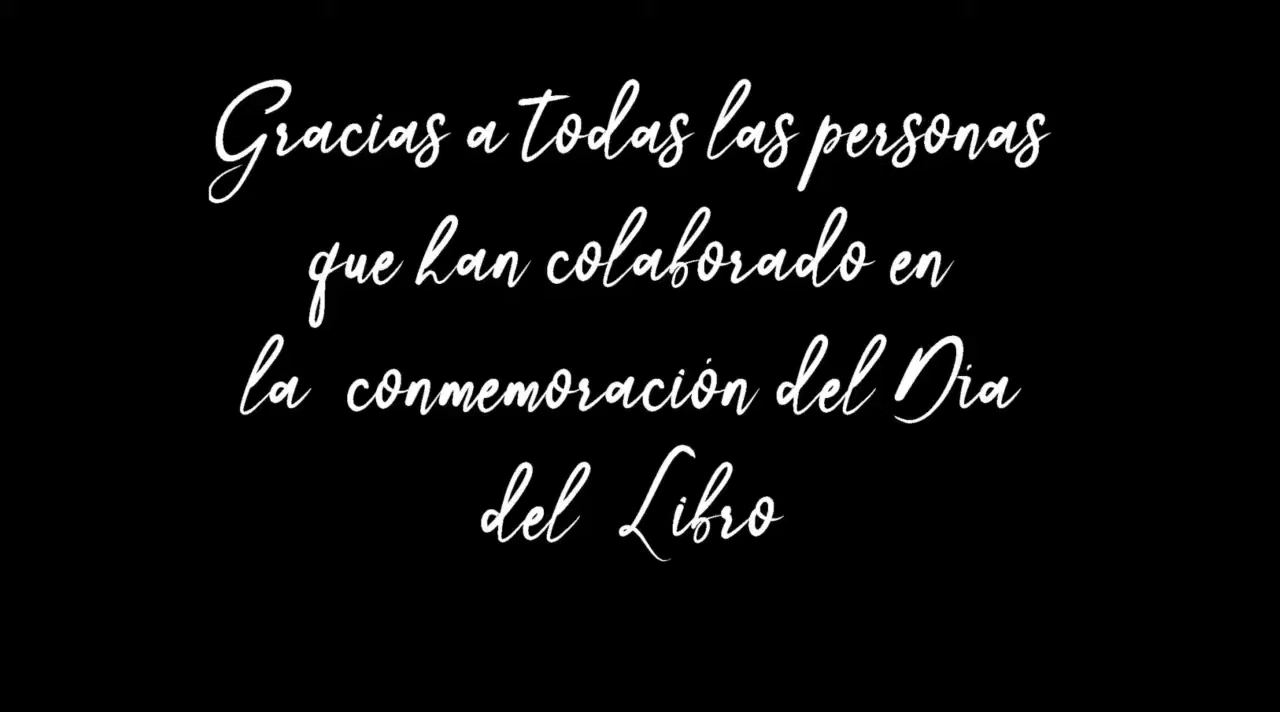 Gracias a todas las personas
que han colaborado en
la conmemoración del Día
del Libro